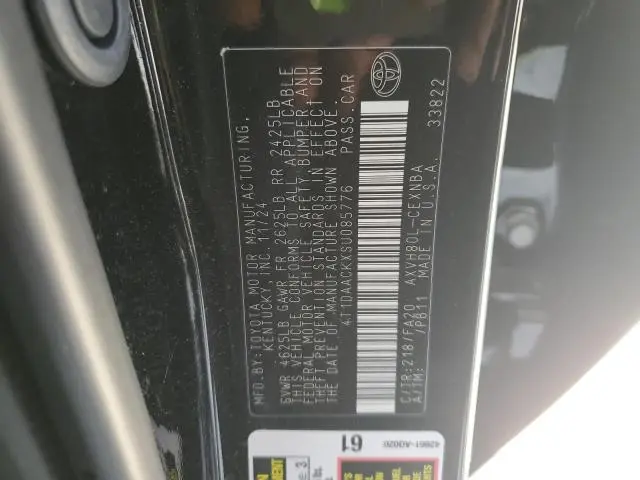 MFD.BY:TOYOTA MOTOR MANUFACTURING,
KENTUCKY, INC. 11/24
GVWR 4625LB GAWR FR 2625LB RR 2425LB
THIS VEHICLE CONFORMS TO ALL APPLICABLE
FEDERAL MOTOR VEHICLE SAFETY, BUMPER AND
THEFT PREVENTION STANDARDS IN EFFECT ON
THE DATE OF MANUFACTURE SHOWN ABOVE.
4T1DAACKXSU085776 PASS.CAR
C/TR:218/FA20 AXVH80L-CEXNBA
A/TM: /PB11 MADE IN U.S.A. 33822
42661-A0020
61